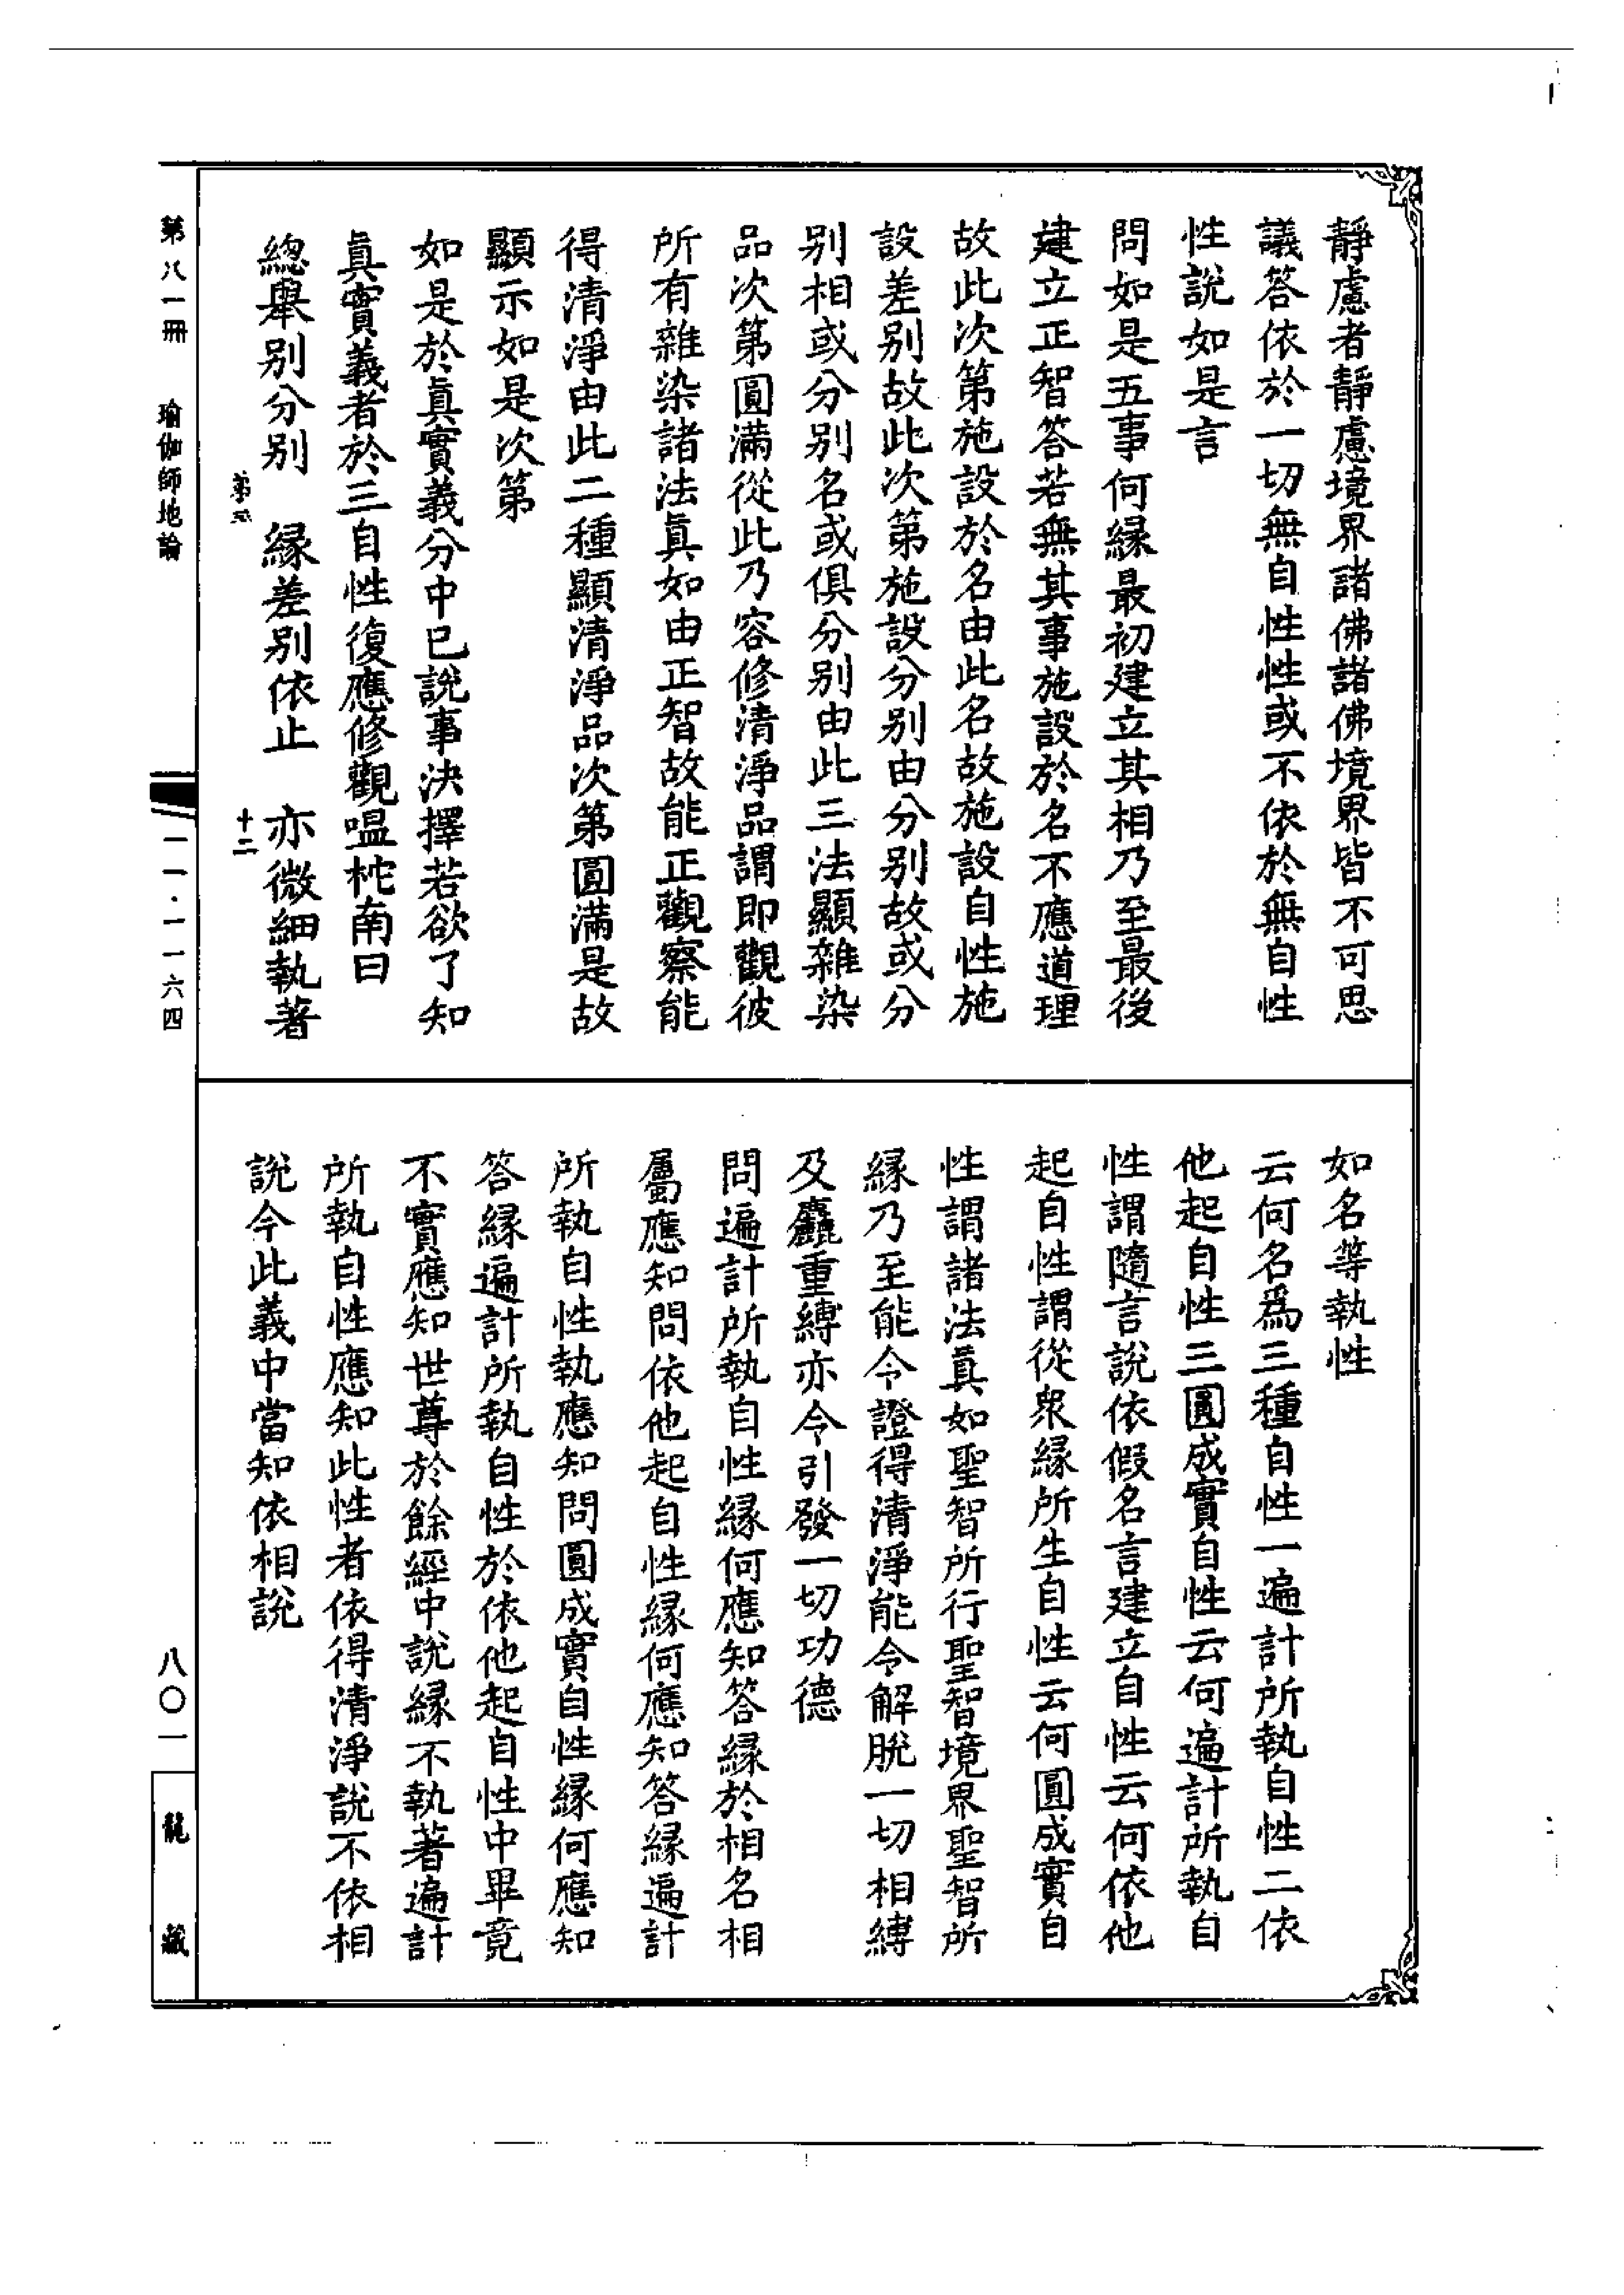 靜慮者靜慮境界諸佛諸佛境界皆不可思
議答依於一切無自性性或不依於無自性
性說如是言
問如是五事何緣最初建立其相乃至最後
建立正智答若無其事施設於名不應道理
故此次第施設於名由此名故施設自性施
設差别故此次第施設分别由分别故或分
别相或分别名或俱分别由此三法顯雜染
品次第圓滿從此乃容修清淨品謂即觀彼
所有雜染諸法真如由正智故能正觀察能
得清淨由此二種顯清淨品次第圓滿是故
顯示如是次第
如是於真實義分中已說事決擇若欲了知
真實義者於三自性復應修觀嗢柁南曰
總舉别分别　緣差别依止　亦微細執著
如名等執性
云何名爲三種自性一遍計所執自性二依
他起自性三圓成實自性云何遍計所執自
性謂隨言說依假名言建立自性云何依他
起自性謂從衆緣所生自性云何圓成實自
性謂諸法真如聖智所行聖智境界聖智所
緣乃至能令證得清淨能令解脫一切相縛
及麤重縛亦令引發一切功德
問遍計所執自性緣何應知答緣於相名相
屬應知問依他起自性緣何應知答緣遍計
所執自性執應知問圓成實自性緣何應知
答緣遍計所執自性於依他起自性中畢竟
不實應知世尊於餘經中說緣不執著遍計
所執自性應知此性者依得清淨說不依相
說今此義中當知依相說
第八一冊　瑜伽師地論
一一·一一六四
八〇一
龍藏
十二